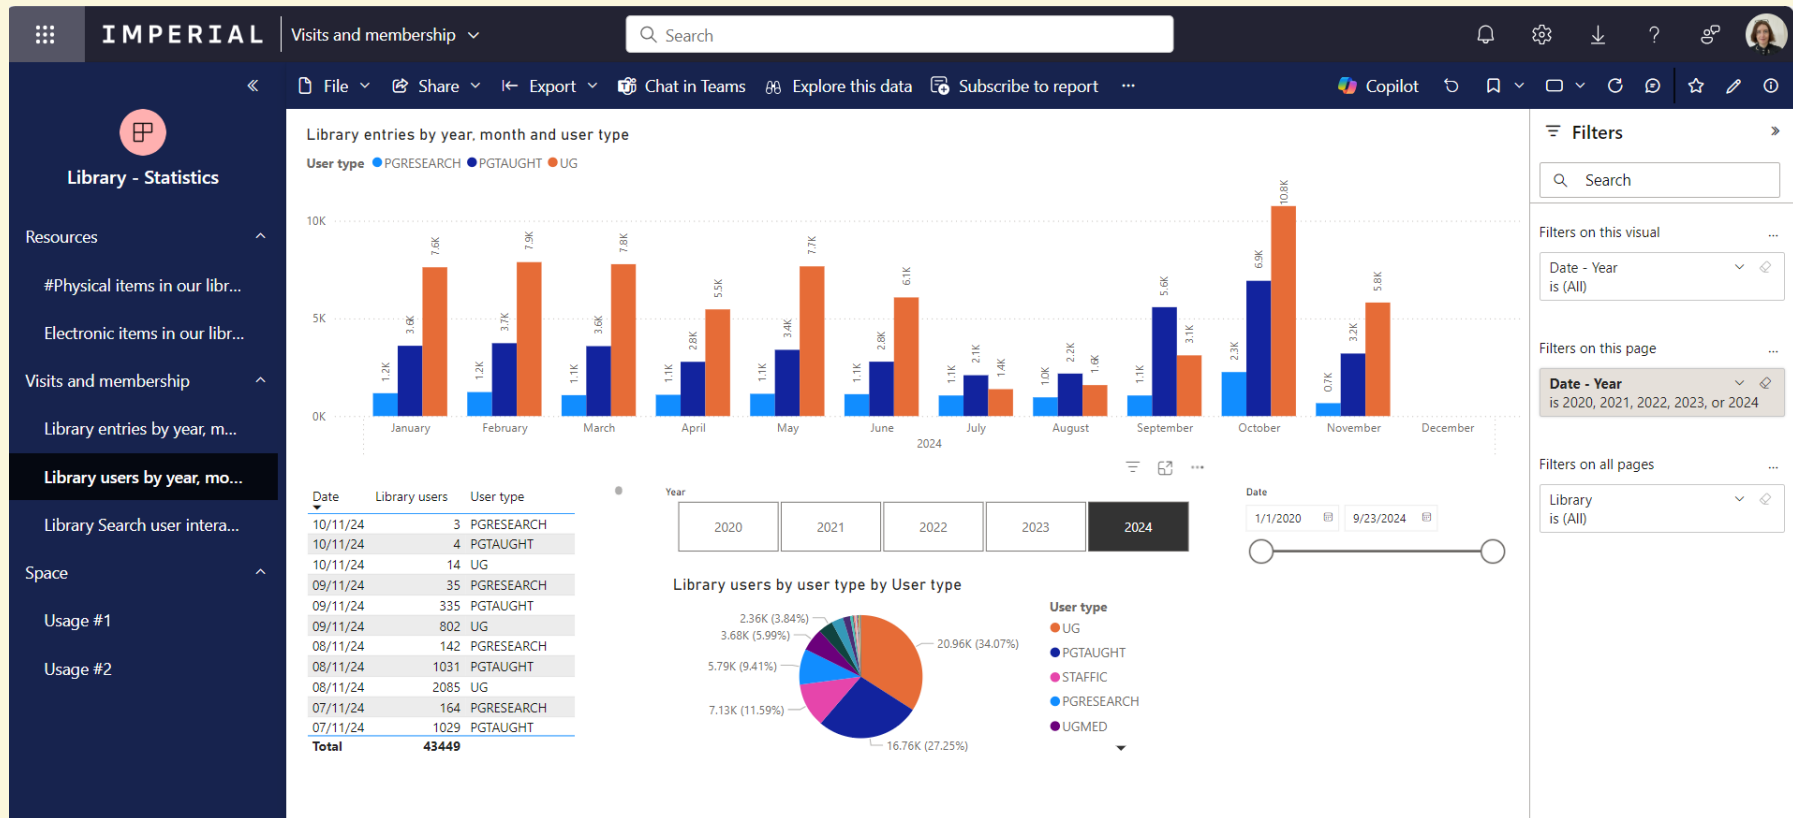 IMPERIAL
Visits and membership
Search
File
Share
Export
Chat in Teams
Explore this data
Subscribe to report
Copilot
Library - Statistics
Resources
#Physical items in our libr...
Electronic items in our libr...
Visits and membership
Library entries by year, m...
Library users by year, mo...
Library Search user intera...
Space
Usage #1
Usage #2
Library entries by year, month and user type
User type PGRESEARCH PGTAUGHT UG
10K
5K
0K
1.2K 3.6K 7.6K
1.2K 3.7K 7.9K
1.1K 3.6K 7.8K
1.1K 2.8K 5.5K
1.1K 3.4K 7.7K
1.1K 2.8K 6.1K
1.1K 2.1K 1.4K
1.0K 2.2K 1.6K
1.1K 5.6K 3.1K
2.3K 6.9K 10.8K
0.7K 3.2K 5.8K
January February March April May June July August September October November December
2024
Date Library users User type
10/11/24 3 PGRESEARCH
10/11/24 4 PGTAUGHT
10/11/24 14 UG
09/11/24 35 PGRESEARCH
09/11/24 335 PGTAUGHT
09/11/24 802 UG
08/11/24 142 PGRESEARCH
08/11/24 1031 PGTAUGHT
08/11/24 2085 UG
07/11/24 164 PGRESEARCH
07/11/24 1029 PGTAUGHT
Total 43449
Year
2020 2021 2022 2023 2024
Date
1/1/2020 9/23/2024
Library users by user type by User type
2.36K (3.84%)
3.68K (5.99%)
5.79K (9.41%)
7.13K (11.59%)
20.96K (34.07%)
16.76K (27.25%)
User type
UG
PGTAUGHT
STAFFIC
PGRESEARCH
UGMED
Filters
Search
Filters on this visual
Date - Year
is (All)
Filters on this page
Date - Year
is 2020, 2021, 2022, 2023, or 2024
Filters on all pages
Library
is (All)